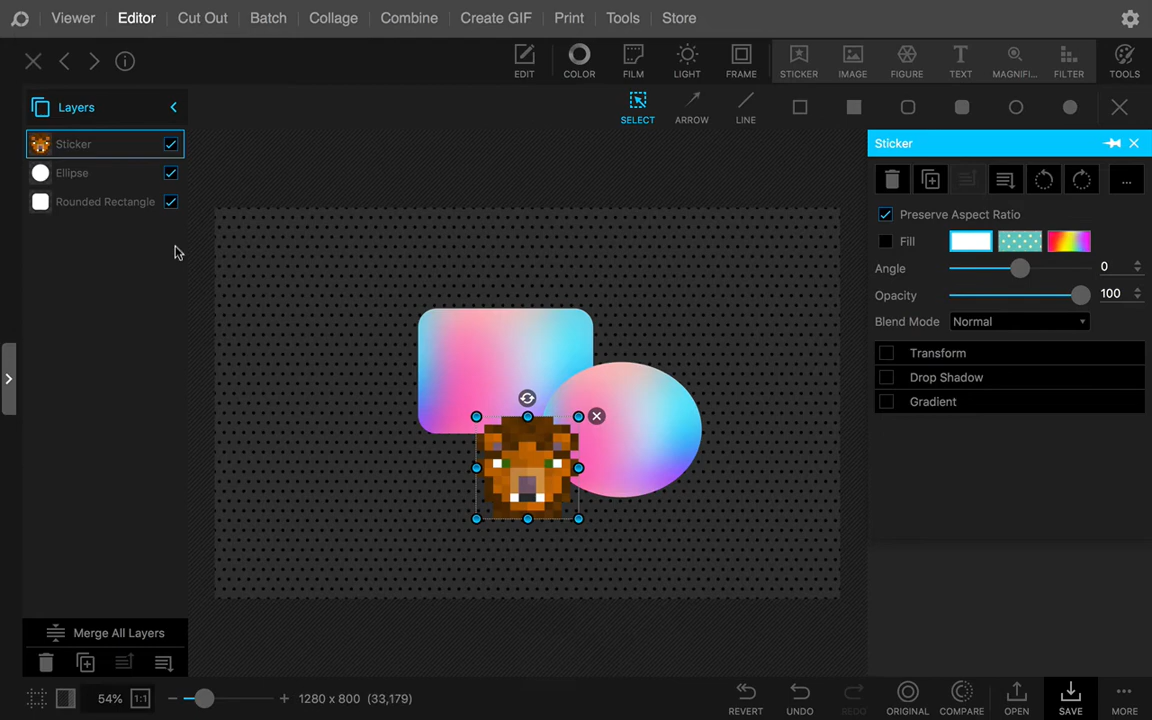 Viewer Editor Cut Out Batch Collage Combine Create GIF Print Tools Store
EDIT COLOR FILM LIGHT FRAME STICKER IMAGE FIGURE TEXT MAGNIFI... FILTER TOOLS
Layers
SELECT ARROW LINE
Sticker
Sticker
Ellipse
Rounded Rectangle
...
Preserve Aspect Ratio
Fill
Angle 0
Opacity 100
Blend Mode Normal
Transform
Drop Shadow
Gradient
Merge All Layers
54% 1:1 1280 x 800 (33,179)
REVERT UNDO REDO ORIGINAL COMPARE OPEN SAVE MORE